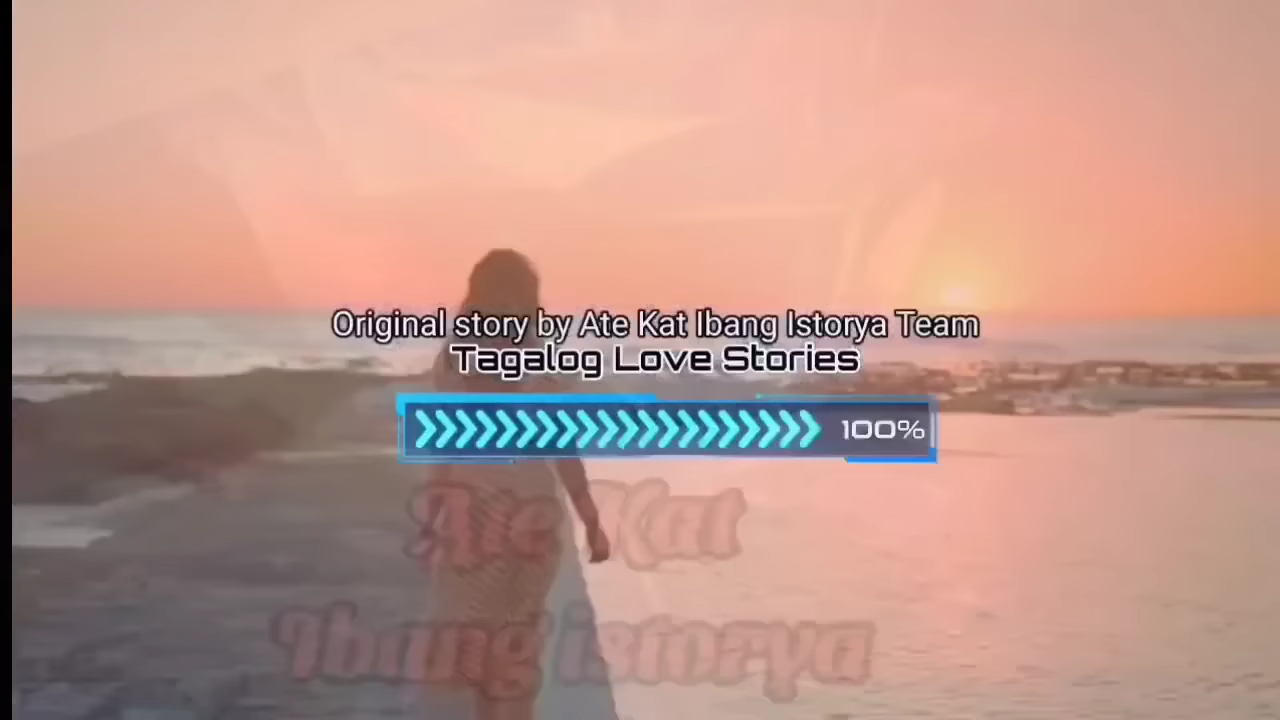 Original story by Ate Kat Ibang Istorya Team
Tagalog Love Stories
100%
Ate Kat
Ibang istorya